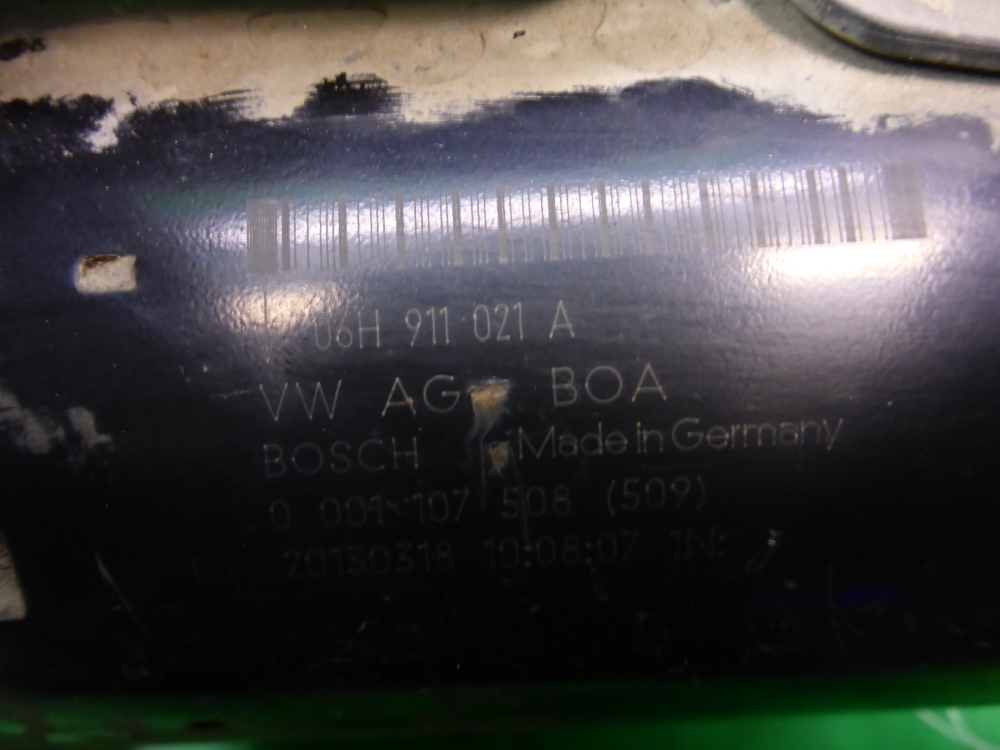 06H 911 021 A
VW AG BOA
BOSCH Made in Germany
0 001 107 508 (509)
20130318 10:08:07 1N: